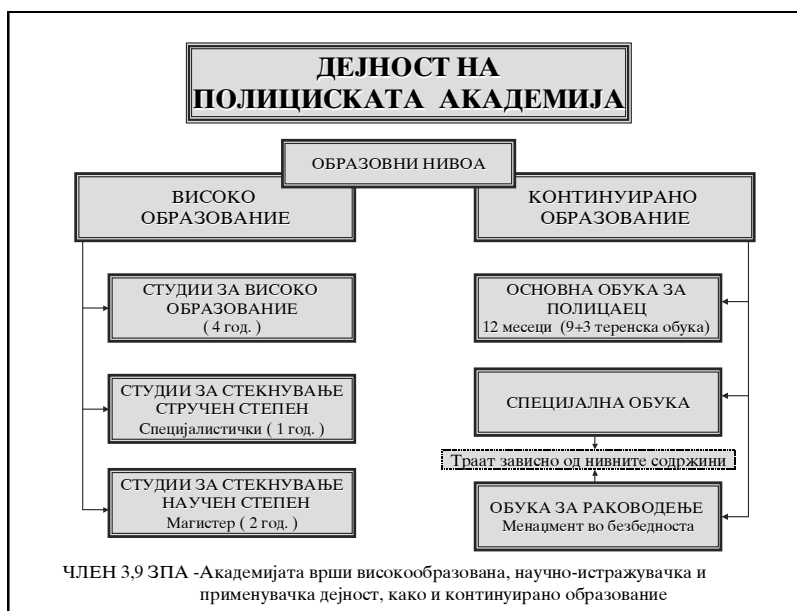 ДЕЈНОСТ НА
ПОЛИЦИСКАТА АКАДЕМИЈА
ОБРАЗОВНИ НИВОА
ВИСОКО
ОБРАЗОВАНИЕ
СТУДИИ ЗА ВИСОКО
ОБРАЗОВАНИЕ
( 4 год. )
СТУДИИ ЗА СТЕКНУВАЊЕ
СТРУЧЕН СТЕПЕН
Специјалистички ( 1 год. )
СТУДИИ ЗА СТЕКНУВАЊЕ
НАУЧЕН СТЕПЕН
Магистер ( 2 год. )
КОНТИНУИРАНО
ОБРАЗОВАНИЕ
ОСНОВНА ОБУКА ЗА
ПОЛИЦАЕЦ
12 месеци (9+3 теренска обука)
СПЕЦИЈАЛНА ОБУКА
Траат зависно од нивните содржини
ОБУКА ЗА РАКОВОДЕЊЕ
Менаџмент во безбедноста
ЧЛЕН 3,9 ЗПА -Академијата врши високообразована, научно-истражувачка и
применувачка дејност, како и континуирано образование